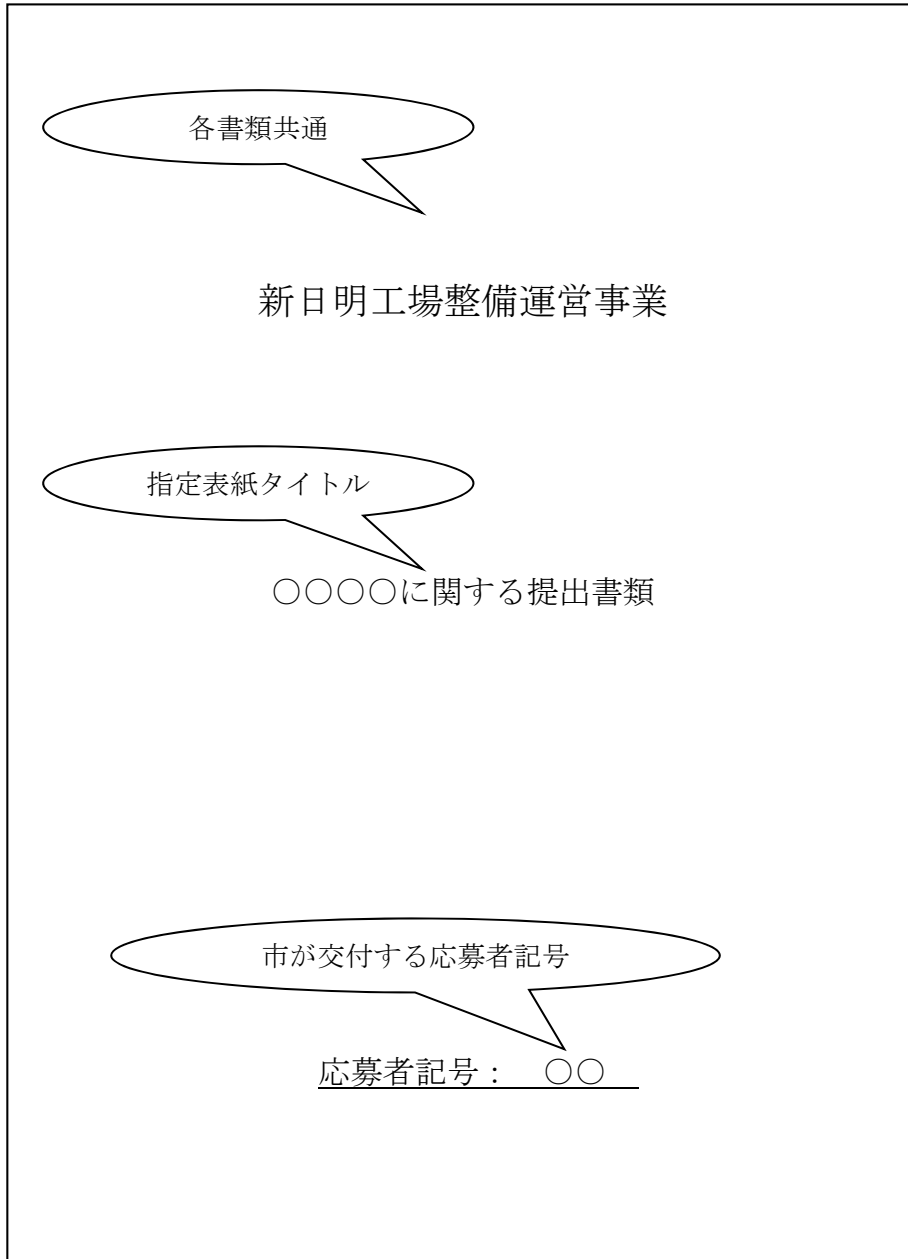 各書類共通
新日明工場整備運営事業
指定表紙タイトル
○○○○に関する提出書類
市が交付する応募者記号
応募者記号：　○○